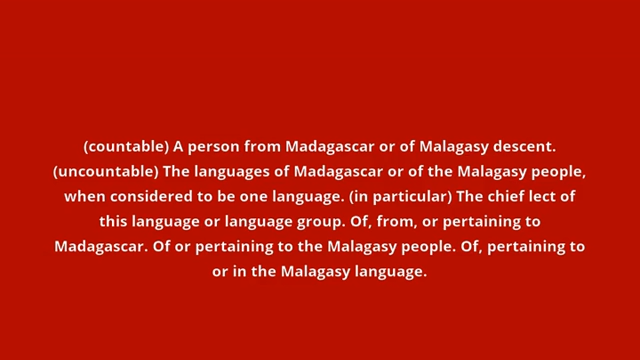 (countable) A person from Madagascar or of Malagasy descent.
(uncountable) The languages of Madagascar or of the Malagasy people,
when considered to be one language. (in particular) The chief lect of
this language or language group. Of, from, or pertaining to
Madagascar. Of or pertaining to the Malagasy people. Of, pertaining to
or in the Malagasy language.